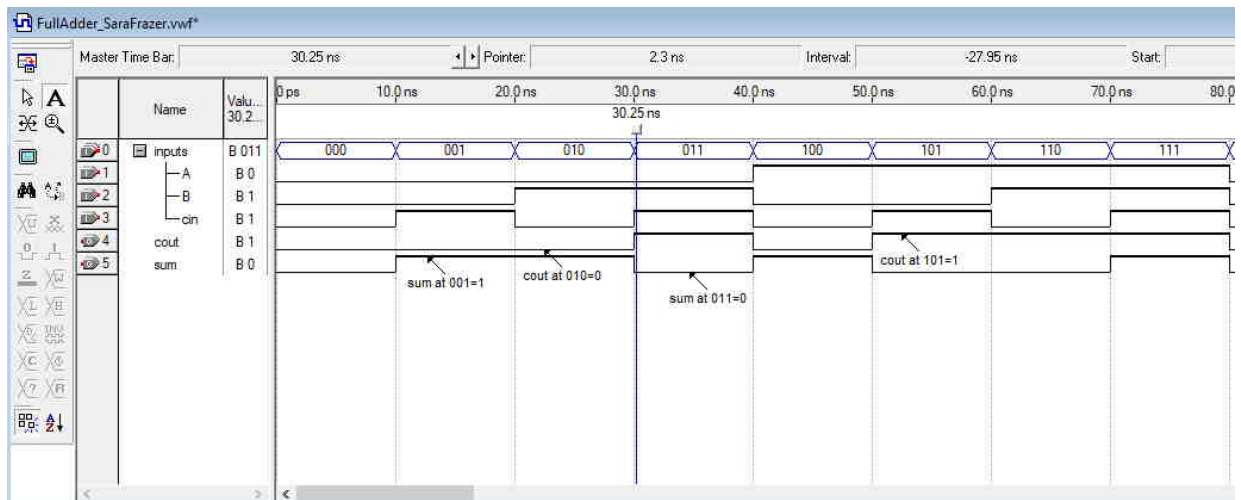 FullAdder_SaraFrazer.vwf*
Master Time Bar: 30.25 ns Pointer: 2.3 ns Interval: -27.95 ns Start:
A
Name Valu... 30.2... 0 ps 10.0 ns 20.0 ns 30.0 ns 40.0 ns 50.0 ns 60.0 ns 70.0 ns 80.0
30.25 ns
0 inputs B 011 000 001 010 011 100 101 110 111
1 A B 0
2 B B 1
3 cin B 1
4 cout B 1
5 sum B 0
cout at 101=1
cout at 010=0
sum at 001=1
sum at 011=0